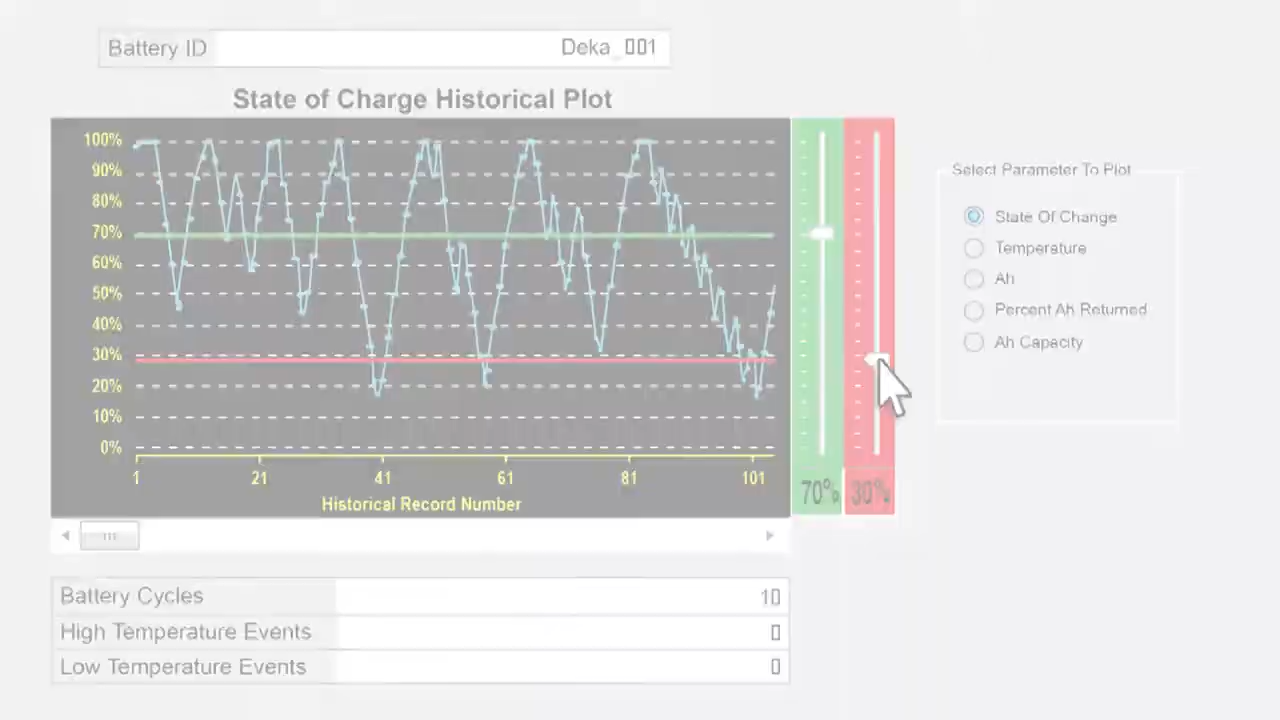 Battery ID Deka_001
State of Charge Historical Plot
100%
90%
80%
70%
60%
50%
40%
30%
20%
10%
0%
1 21 41 61 81 101
Historical Record Number
70% 30%
Select Parameter To Plot
State Of Change
Temperature
Ah
Percent Ah Returned
Ah Capacity
Battery Cycles 10
High Temperature Events 0
Low Temperature Events 0